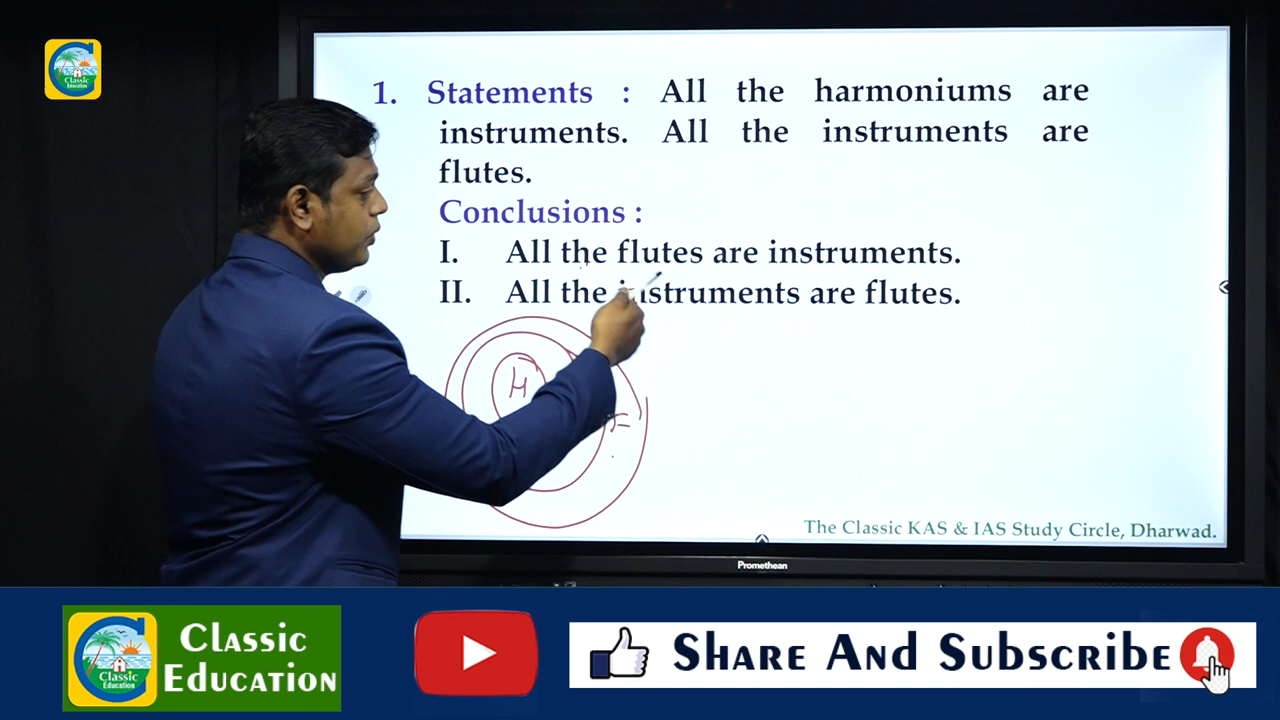 Classic
Education
1. Statements : All the harmoniums are
instruments. All the instruments are
flutes.
Conclusions :
I. All the flutes are instruments.
II. All the instruments are flutes.
H
F
The Classic KAS & IAS Study Circle, Dharwad.
Promethean
Classic
Education
Classic
Education
Share And Subscribe